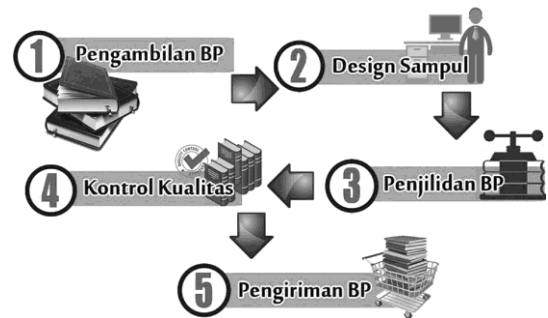 1 Pengambilan BP
2 Design Sampul
3 Penjilidan BP
4 Kontrol Kualitas
5 Pengiriman BP